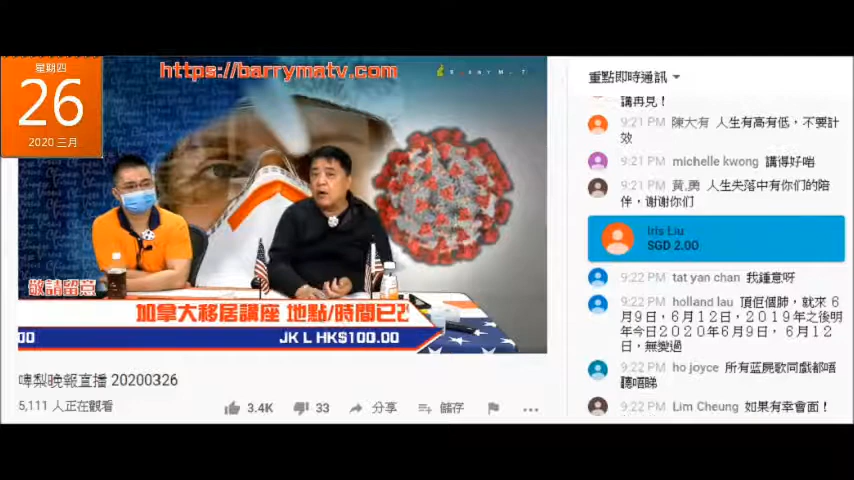 星期四
26
2020 三月
https://barrymatv.com
敬請留意
加拿大移居講座 地點/時間已
00
JK L HK$100.00
啤梨晚報直播 20200326
5,111 人正在觀看
3.4K
33
分享
儲存
重點即時通訊
講再見！
9:21 PM 陳大有 人生有高有低，不要計
效
9:21 PM michelle kwong 講得好啱
9:21 PM 黃勇 人生失落中有你們的陪
伴，谢谢你们
Iris Liu
SGD 2.00
9:22 PM tat yan chan 我鍾意呀
9:22 PM holland lau 頂佢個肺，就來 6
月9日，6月12日，2019年之後明
年今日2020年6月9日， 6月12
日，無變過
9:22 PM ho joyce 所有蓝屍歌同戲都唔
聽唔睇
9:22 PM Lim Cheung 如果有幸會面！